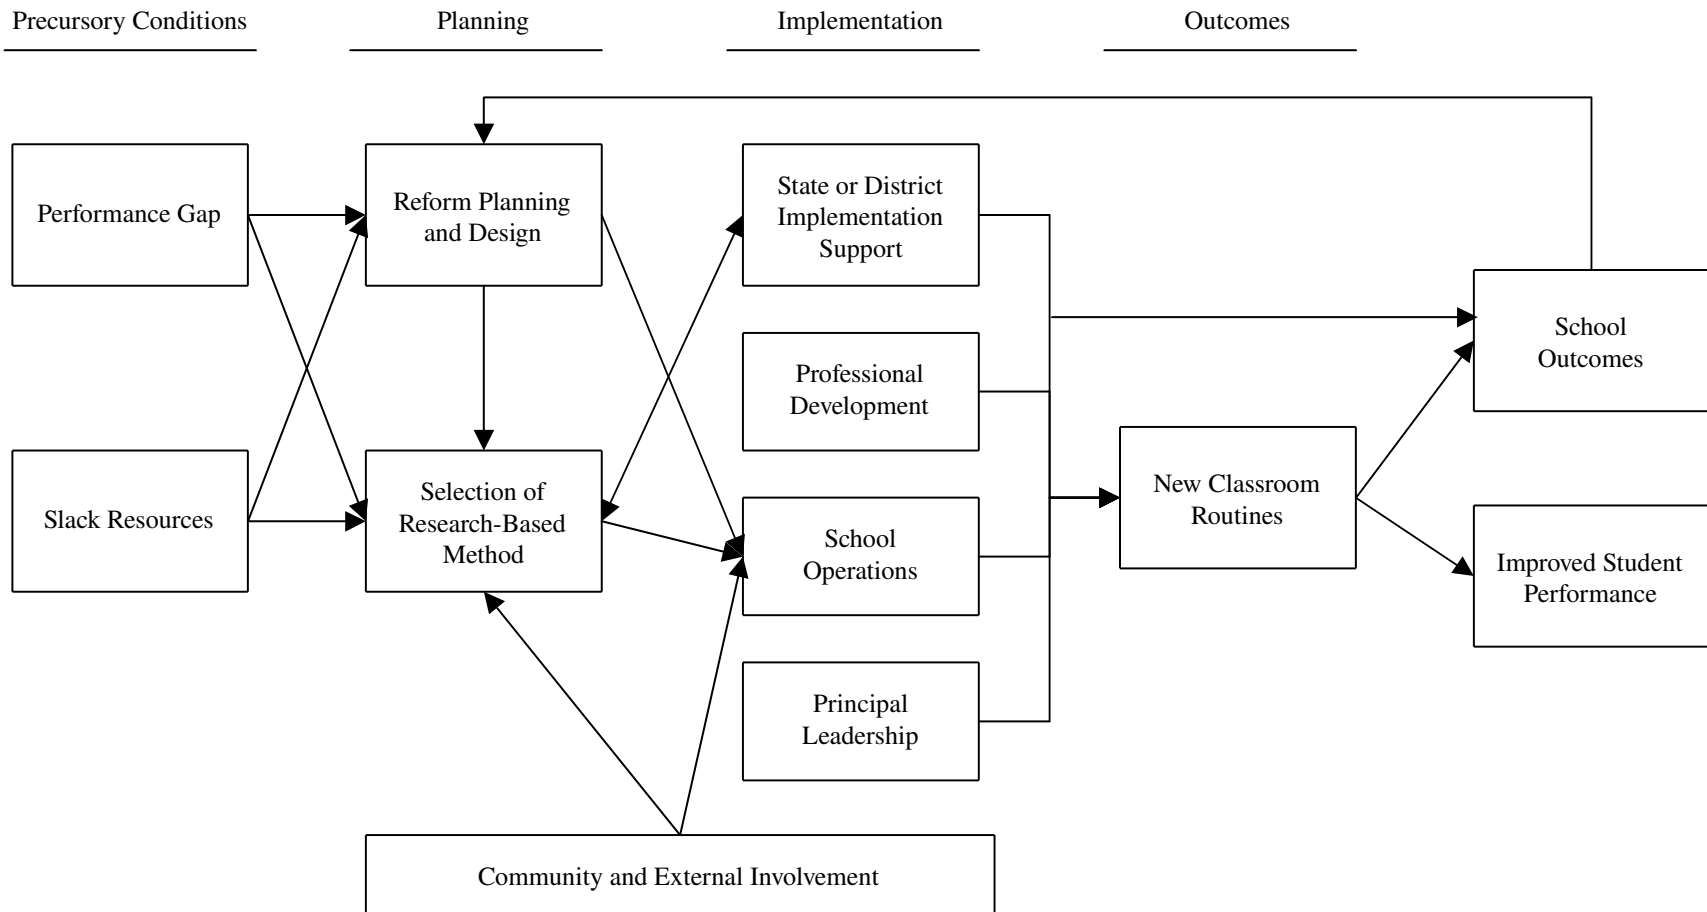 Precursory Conditions
Planning
Implementation
Outcomes
Performance Gap
Slack Resources
Reform Planning
and Design
Selection of
Research-Based
Method
State or District
Implementation
Support
Professional
Development
School
Operations
Principal
Leadership
New Classroom
Routines
School
Outcomes
Improved Student
Performance
Community and External Involvement